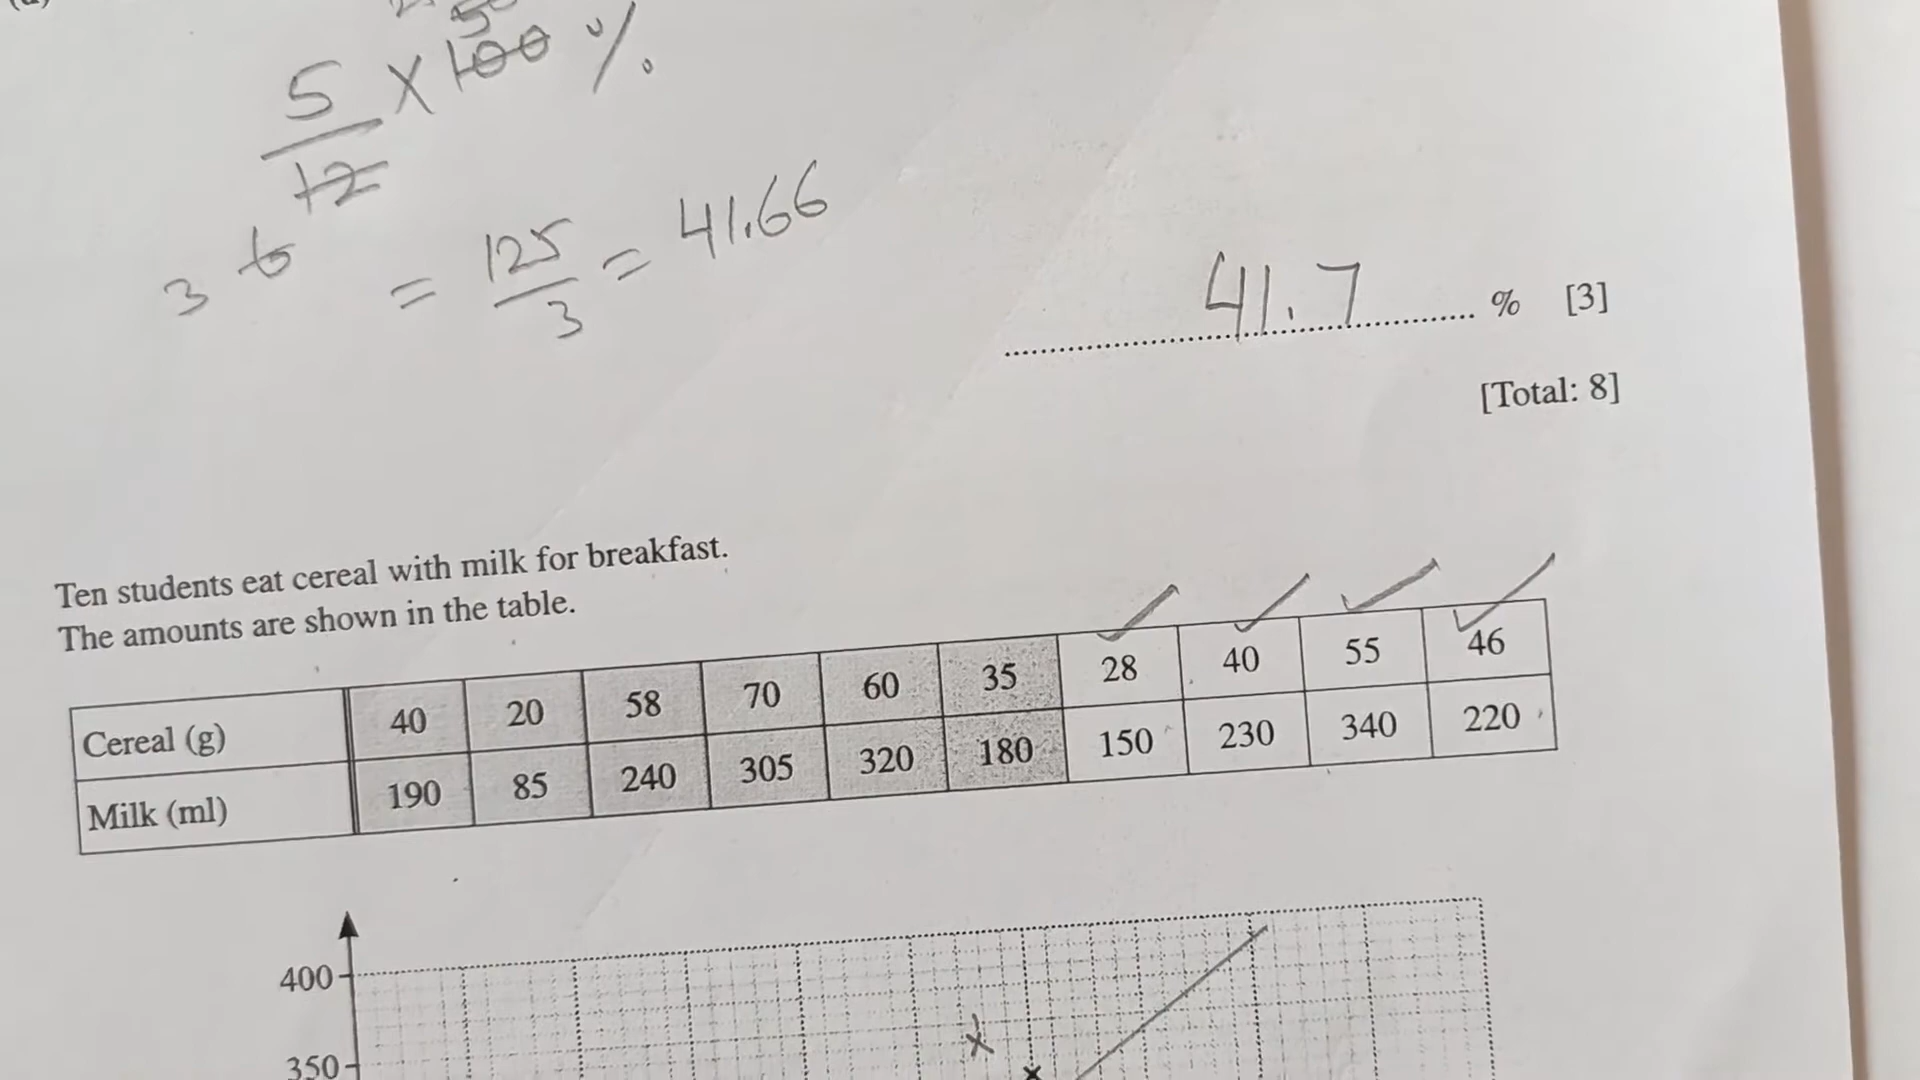 5/12 × 100 %
50
6
3
= 125/3 = 41.66
41.7 % [3]
[Total: 8]
Ten students eat cereal with milk for breakfast.
The amounts are shown in the table.
Cereal (g) 40 20 58 70 60 35 28 40 55 46
Milk (ml) 190 85 240 305 320 180 150 230 340 220
400
350